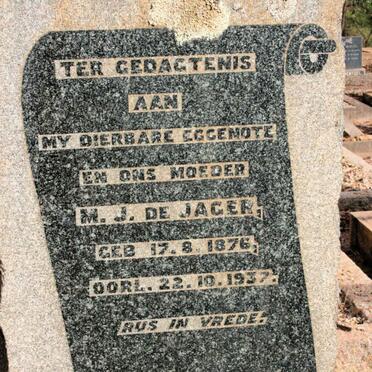 TER GEDAGTENIS
AAN
MY DIERBARE EGGENOTE
EN ONS MOEDER
M. J. DE JAGER,
GEB 17.8.1876,
OORL. 22.10.1937.
RUS IN VREDE.